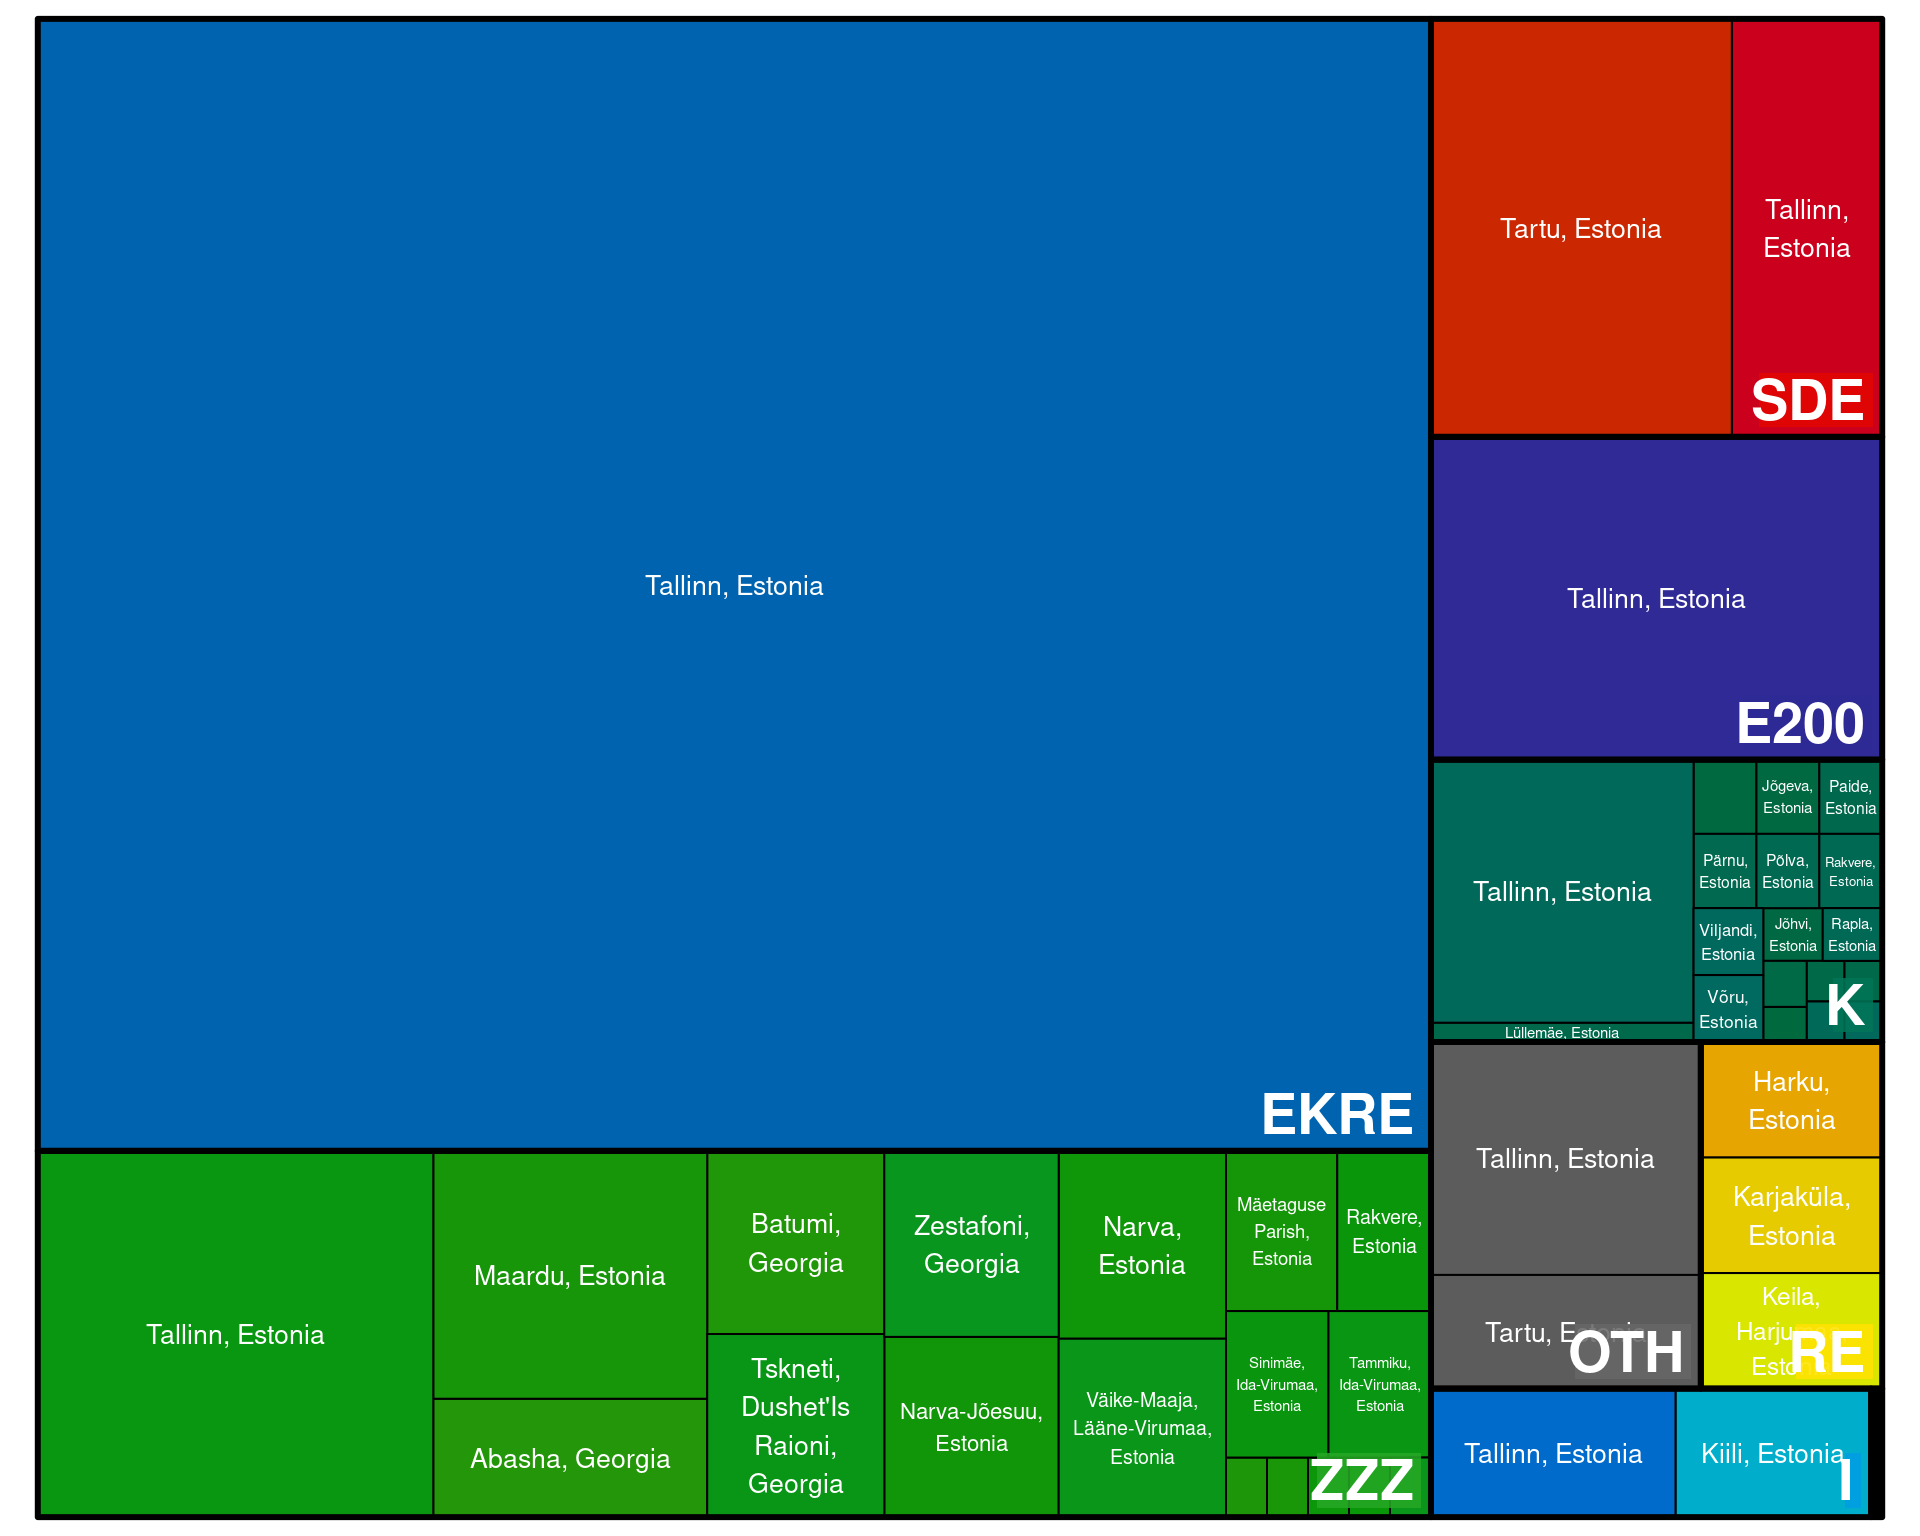 Tallinn, Estonia
EKRE
Tartu, Estonia
Tallinn,
Estonia
SDE
Tallinn, Estonia
E200
Tallinn, Estonia
Jõgeva,
Estonia
Paide,
Estonia
Pärnu,
Estonia
Põlva,
Estonia
Rakvere,
Estonia
Viljandi,
Estonia
Jõhvi,
Estonia
Rapla,
Estonia
Võru,
Estonia
K
Lüllemäe, Estonia
Tallinn, Estonia
Tartu, Estonia
OTH
Harku,
Estonia
Karjaküla,
Estonia
Keila,
Estonia
RE
Tallinn, Estonia
Kiili, Estonia
I
Tallinn, Estonia
Maardu, Estonia
Abasha, Georgia
Batumi,
Georgia
Tskneti,
Dushet'Is
Raioni,
Georgia
Zestafoni,
Georgia
Narva-Jõesuu,
Estonia
Narva,
Estonia
Väike-Maaja,
Lääne-Virumaa,
Estonia
Mäetaguse
Parish,
Estonia
Rakvere,
Estonia
Sinimäe,
Ida-Virumaa,
Estonia
Tammiku,
Ida-Virumaa,
Estonia
ZZZ